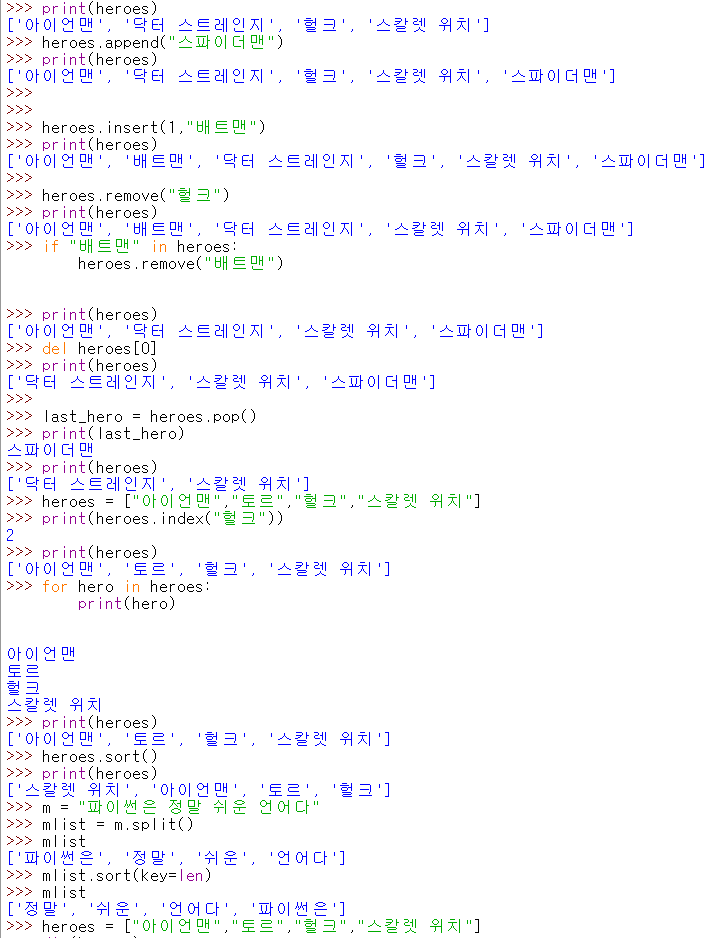 >>> print(heroes)
['아이언맨', '닥터 스트레인지', '헐크', '스칼렛 위치']
>>> heroes.append("스파이더맨")
>>> print(heroes)
['아이언맨', '닥터 스트레인지', '헐크', '스칼렛 위치', '스파이더맨']
>>>
>>>
>>> heroes.insert(1,"배트맨")
>>> print(heroes)
['아이언맨', '배트맨', '닥터 스트레인지', '헐크', '스칼렛 위치', '스파이더맨']
>>>
>>> heroes.remove("헐크")
>>> print(heroes)
['아이언맨', '배트맨', '닥터 스트레인지', '스칼렛 위치', '스파이더맨']
>>> if "배트맨" in heroes:
        heroes.remove("배트맨")
>>> print(heroes)
['아이언맨', '닥터 스트레인지', '스칼렛 위치', '스파이더맨']
>>> del heroes[0]
>>> print(heroes)
['닥터 스트레인지', '스칼렛 위치', '스파이더맨']
>>>
>>> last_hero = heroes.pop()
>>> print(last_hero)
스파이더맨
>>> print(heroes)
['닥터 스트레인지', '스칼렛 위치']
>>> heroes = ["아이언맨","토르","헐크","스칼렛 위치"]
>>> print(heroes.index("헐크"))
2
>>> print(heroes)
['아이언맨', '토르', '헐크', '스칼렛 위치']
>>> for hero in heroes:
        print(hero)
아이언맨
토르
헐크
스칼렛 위치
>>> print(heroes)
['아이언맨', '토르', '헐크', '스칼렛 위치']
>>> heroes.sort()
>>> print(heroes)
['스칼렛 위치', '아이언맨', '토르', '헐크']
>>> m = "파이썬은 정말 쉬운 언어다"
>>> mlist = m.split()
>>> mlist
['파이썬은', '정말', '쉬운', '언어다']
>>> mlist.sort(key=len)
>>> mlist
['정말', '쉬운', '언어다', '파이썬은']
>>> heroes = ["아이언맨","토르","헐크","스칼렛 위치"]